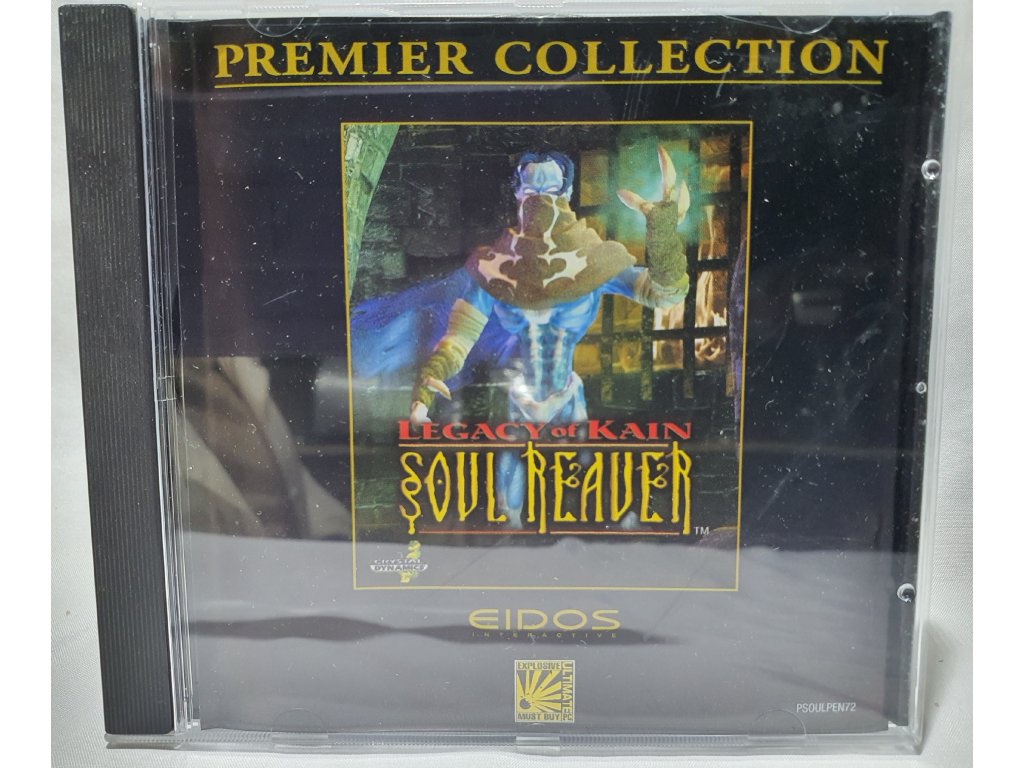 PREMIER COLLECTION
LEGACY of KAIN
SOUL REAVER
TM
CRYSTAL
DYNAMICS
EIDOS
INTERACTIVE
EXPLOSIVE
ULTIMATE PC
MUST BUY
PSOULPEN72